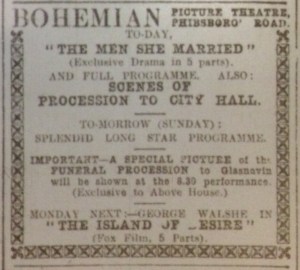 BOHEMIAN PICTURE THEATRE, PHIBSBORO' ROAD.
TO-DAY,
"THE MEN SHE MARRIED"
(Exclusive Drama in 5 parts).
AND FULL PROGRAMME. ALSO:
SCENES OF
PROCESSION TO CITY HALL.
TO-MORROW (SUNDAY):
SPLENDID LONG STAR PROGRAMME.
IMPORTANT—A SPECIAL PICTURE of the
FUNERAL PROCESSION to Glasnevin
will be shown at the 8.30 performance.
(Exclusive to Above House.)
MONDAY NEXT:—GEORGE WALSHE IN
"THE ISLAND OF ESIRE"
(Fox Film, 5 Parts).